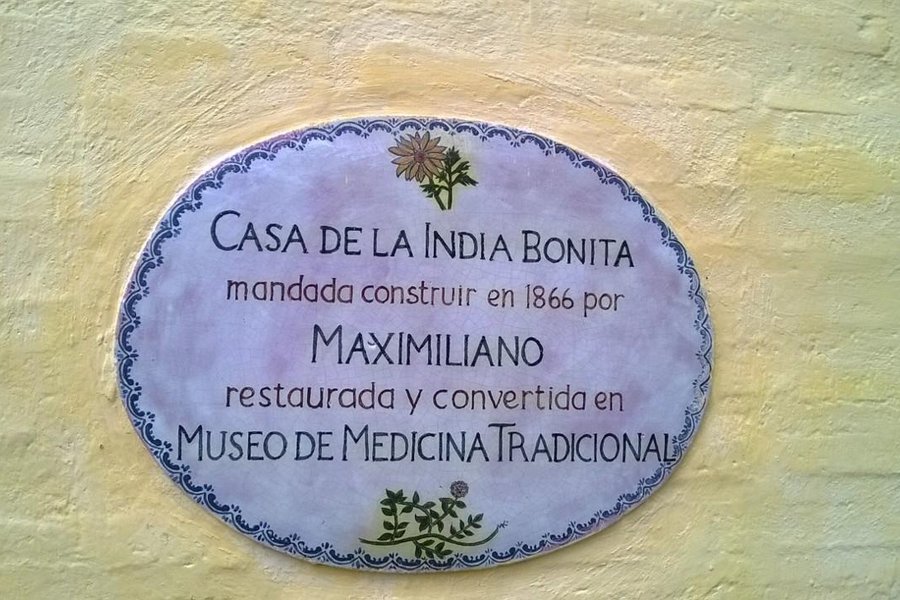 CASA DE LA INDIA BONITA
mandada construir en 1866 por
MAXIMILIANO
restaurada y convertida en
MUSEO DE MEDICINA TRADICIONAL